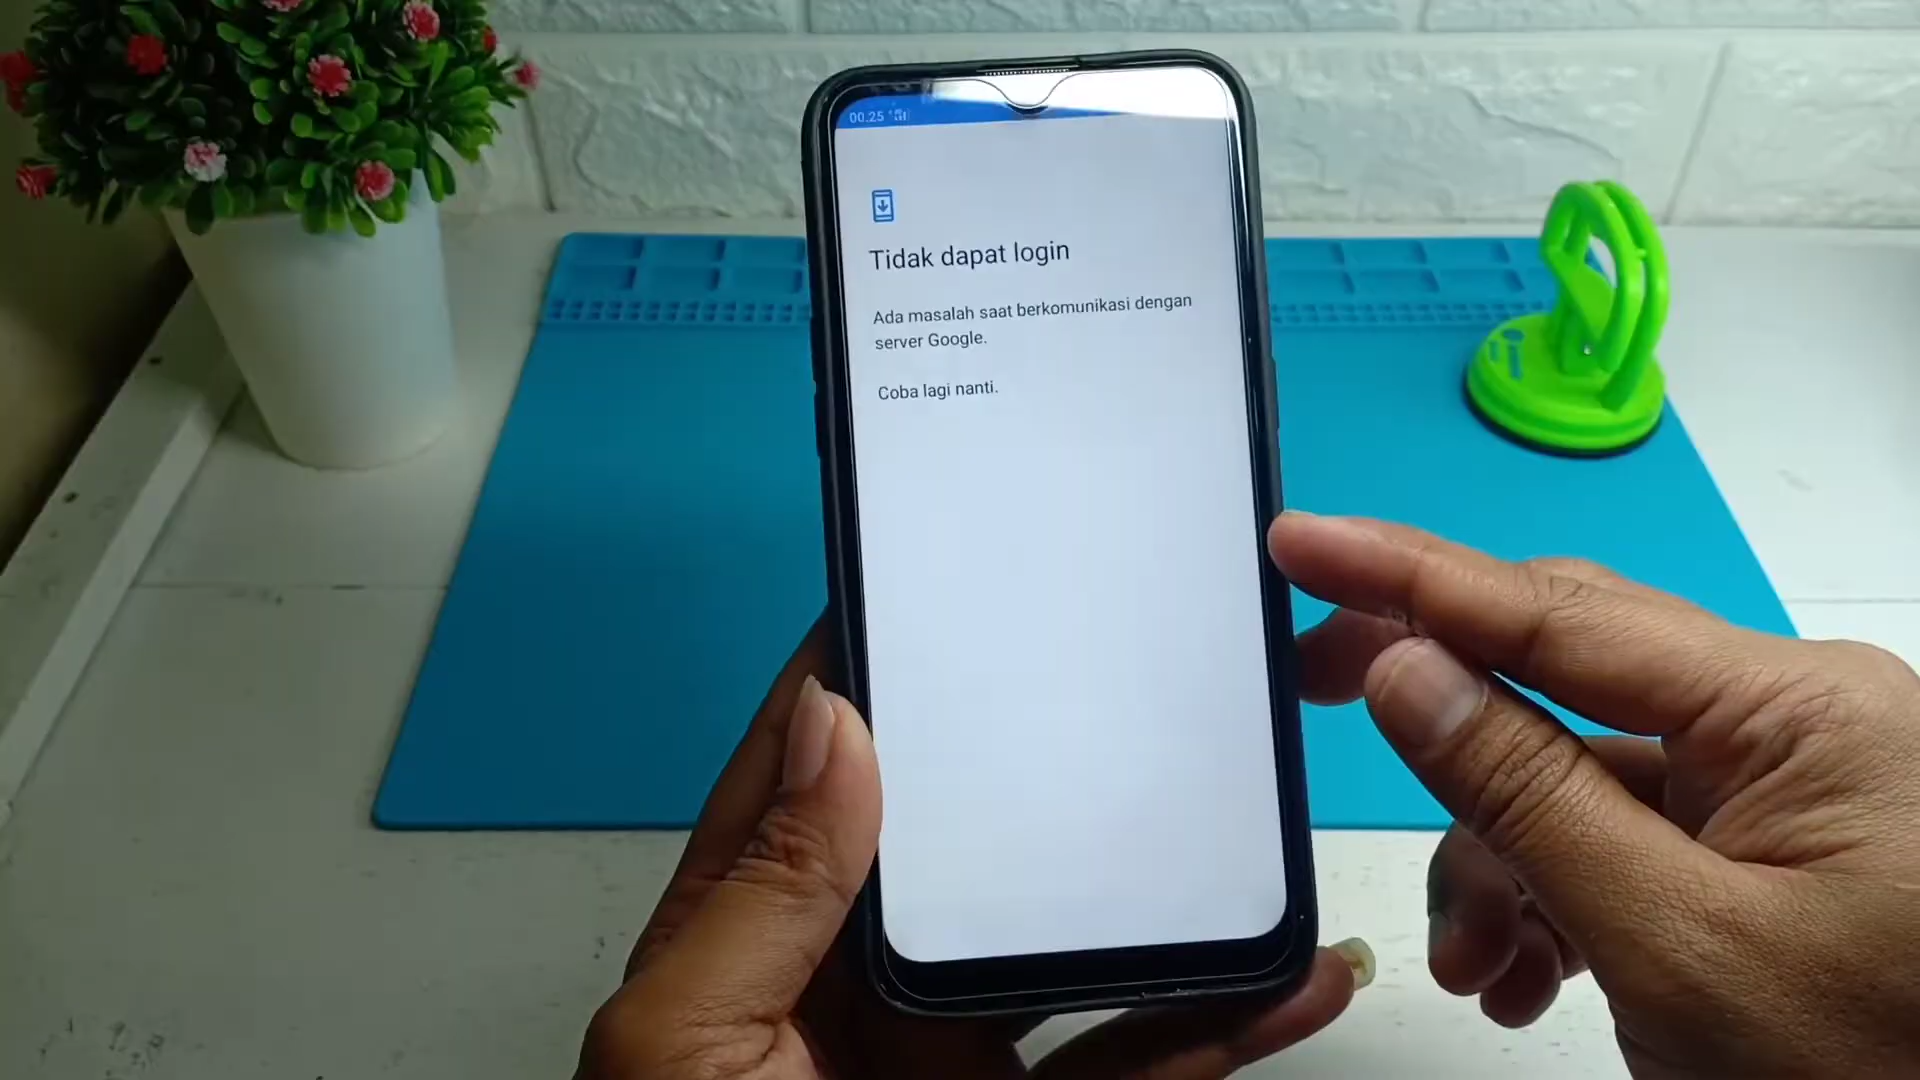 00.25
Tidak dapat login
Ada masalah saat berkomunikasi dengan
server Google.
Coba lagi nanti.